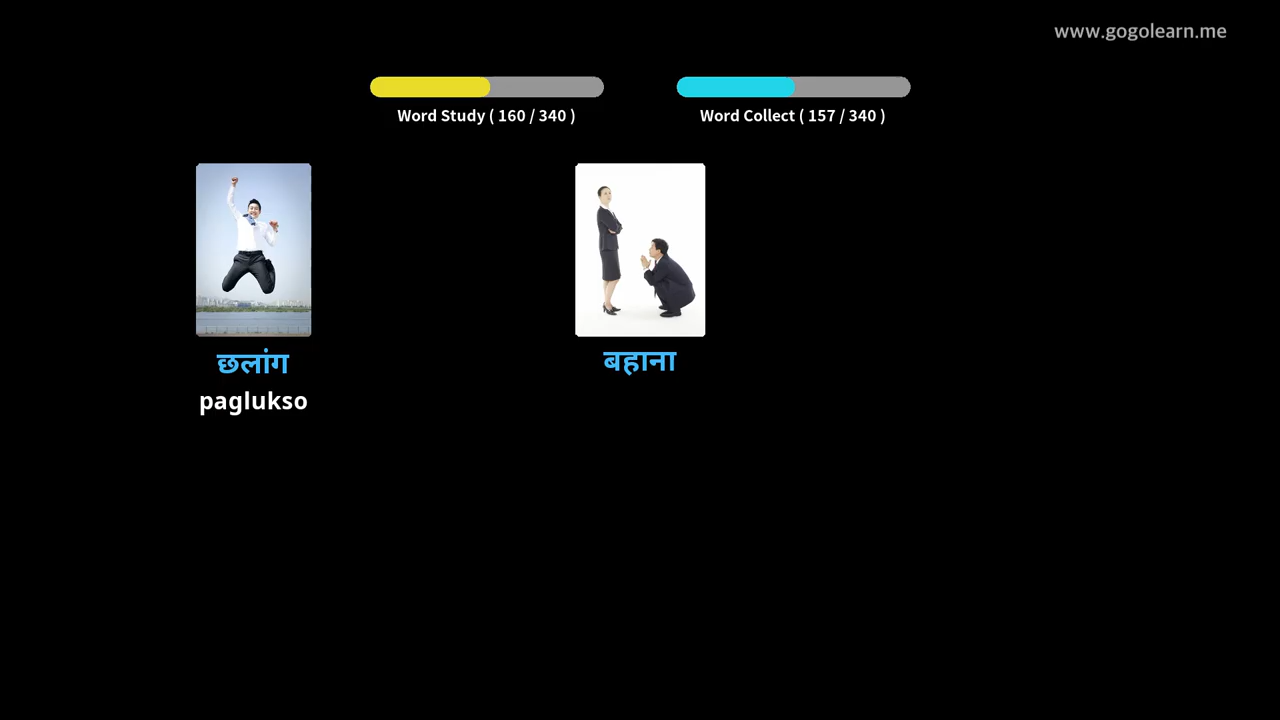 www.gogolearn.me
Word Study ( 160 / 340 )
Word Collect ( 157 / 340 )
छलांग
paglukso
बहाना